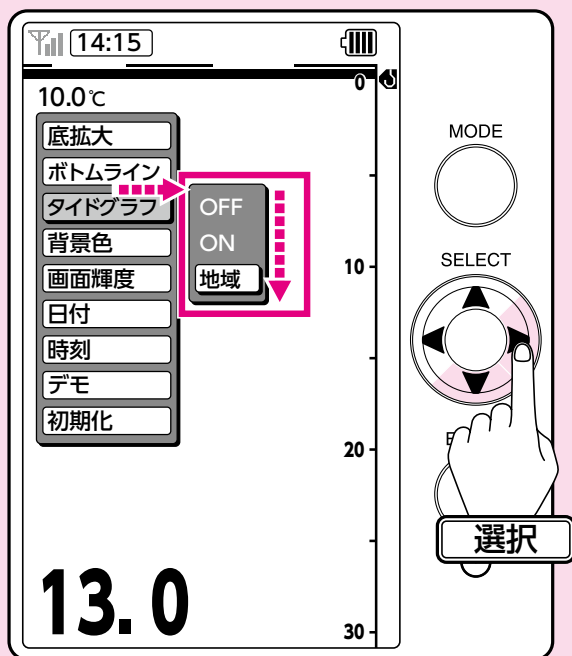 14:15
0
10.0℃
底拡大
ボトムライン
タイドグラフ
背景色
画面輝度
日付
時刻
デモ
初期化
OFF
ON
地域
10
20
30
13.0
MODE
SELECT
選択